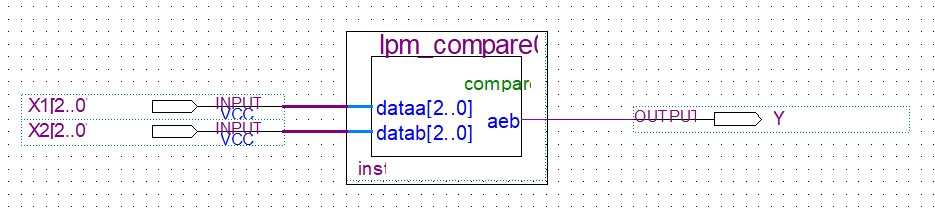 lpm_compare0
compare
X1[2..0]
INPUT
VCC
dataa[2..0]
X2[2..0]
INPUT
VCC
datab[2..0]
aeb
OUTPUT
Y
inst